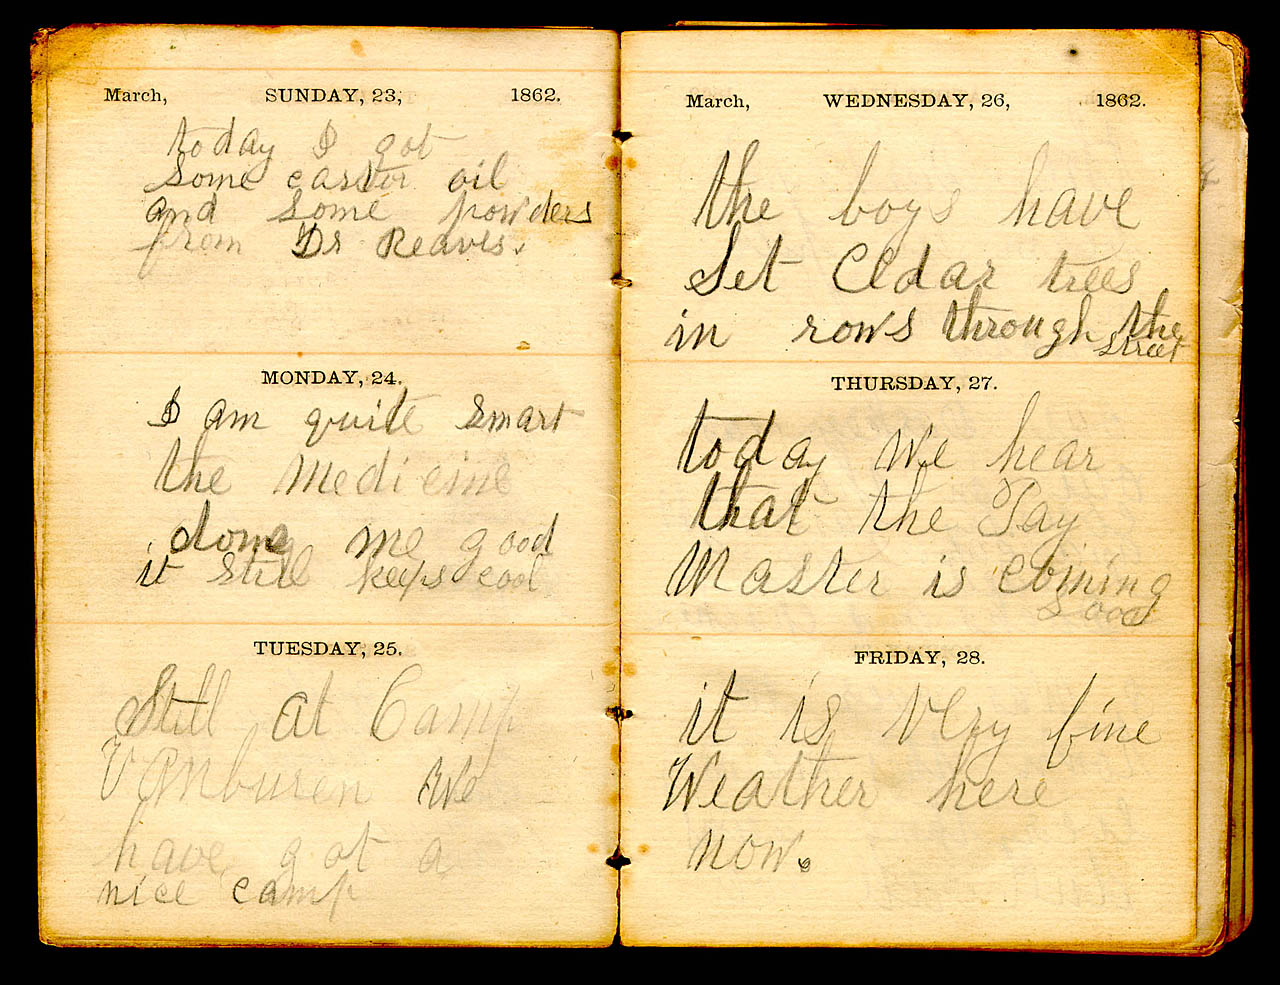 March, SUNDAY, 23, 1862.
today I got
Some castor oil
and some powders
from Dr Reaves.
MONDAY, 24.
I am quite smart
the Medicine
done me good
it still keeps cool
TUESDAY, 25.
Still at Camp
Vanburen We
have got a
nice camp
March, WEDNESDAY, 26, 1862.
the boys have
Set Cedar trees
in rows through the
street
THURSDAY, 27.
today We hear
that the Pay
Master is coming
FRIDAY, 28.
it is Very fine
Weather here
now.